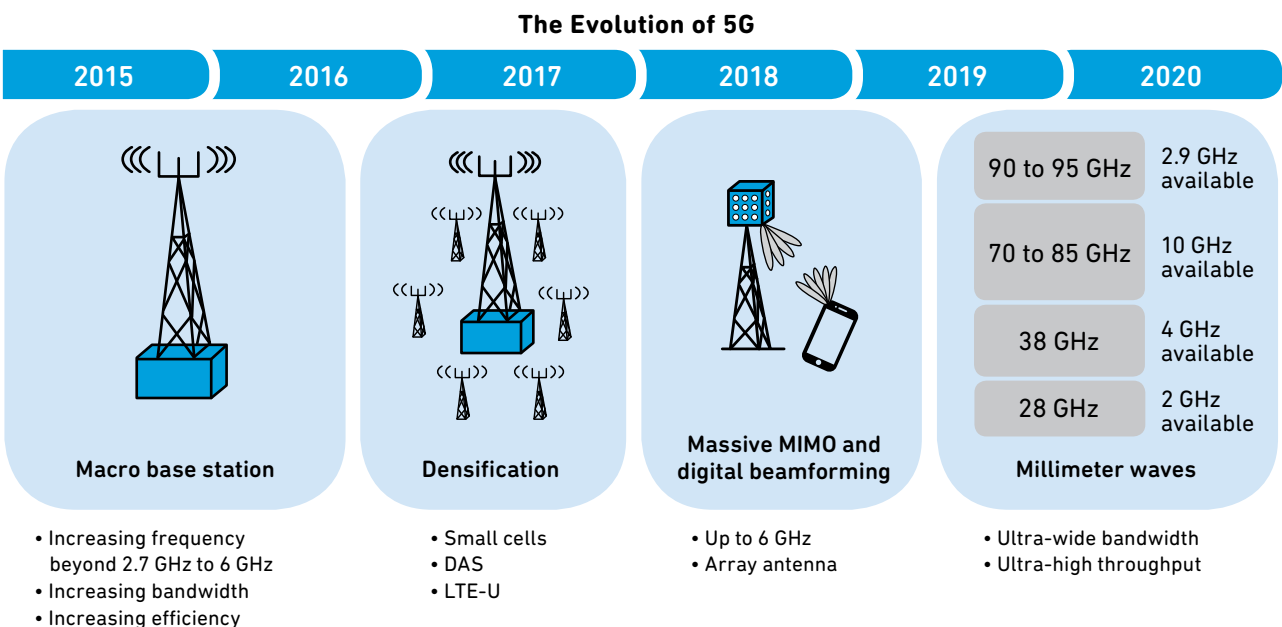 The Evolution of 5G
2015
2016
2017
2018
2019
2020
Macro base station
• Increasing frequency
beyond 2.7 GHz to 6 GHz
• Increasing bandwidth
• Increasing efficiency
Densification
• Small cells
• DAS
• LTE-U
Massive MIMO and
digital beamforming
• Up to 6 GHz
• Array antenna
90 to 95 GHz
2.9 GHz
available
70 to 85 GHz
10 GHz
available
38 GHz
4 GHz
available
28 GHz
2 GHz
available
Millimeter waves
• Ultra-wide bandwidth
• Ultra-high throughput